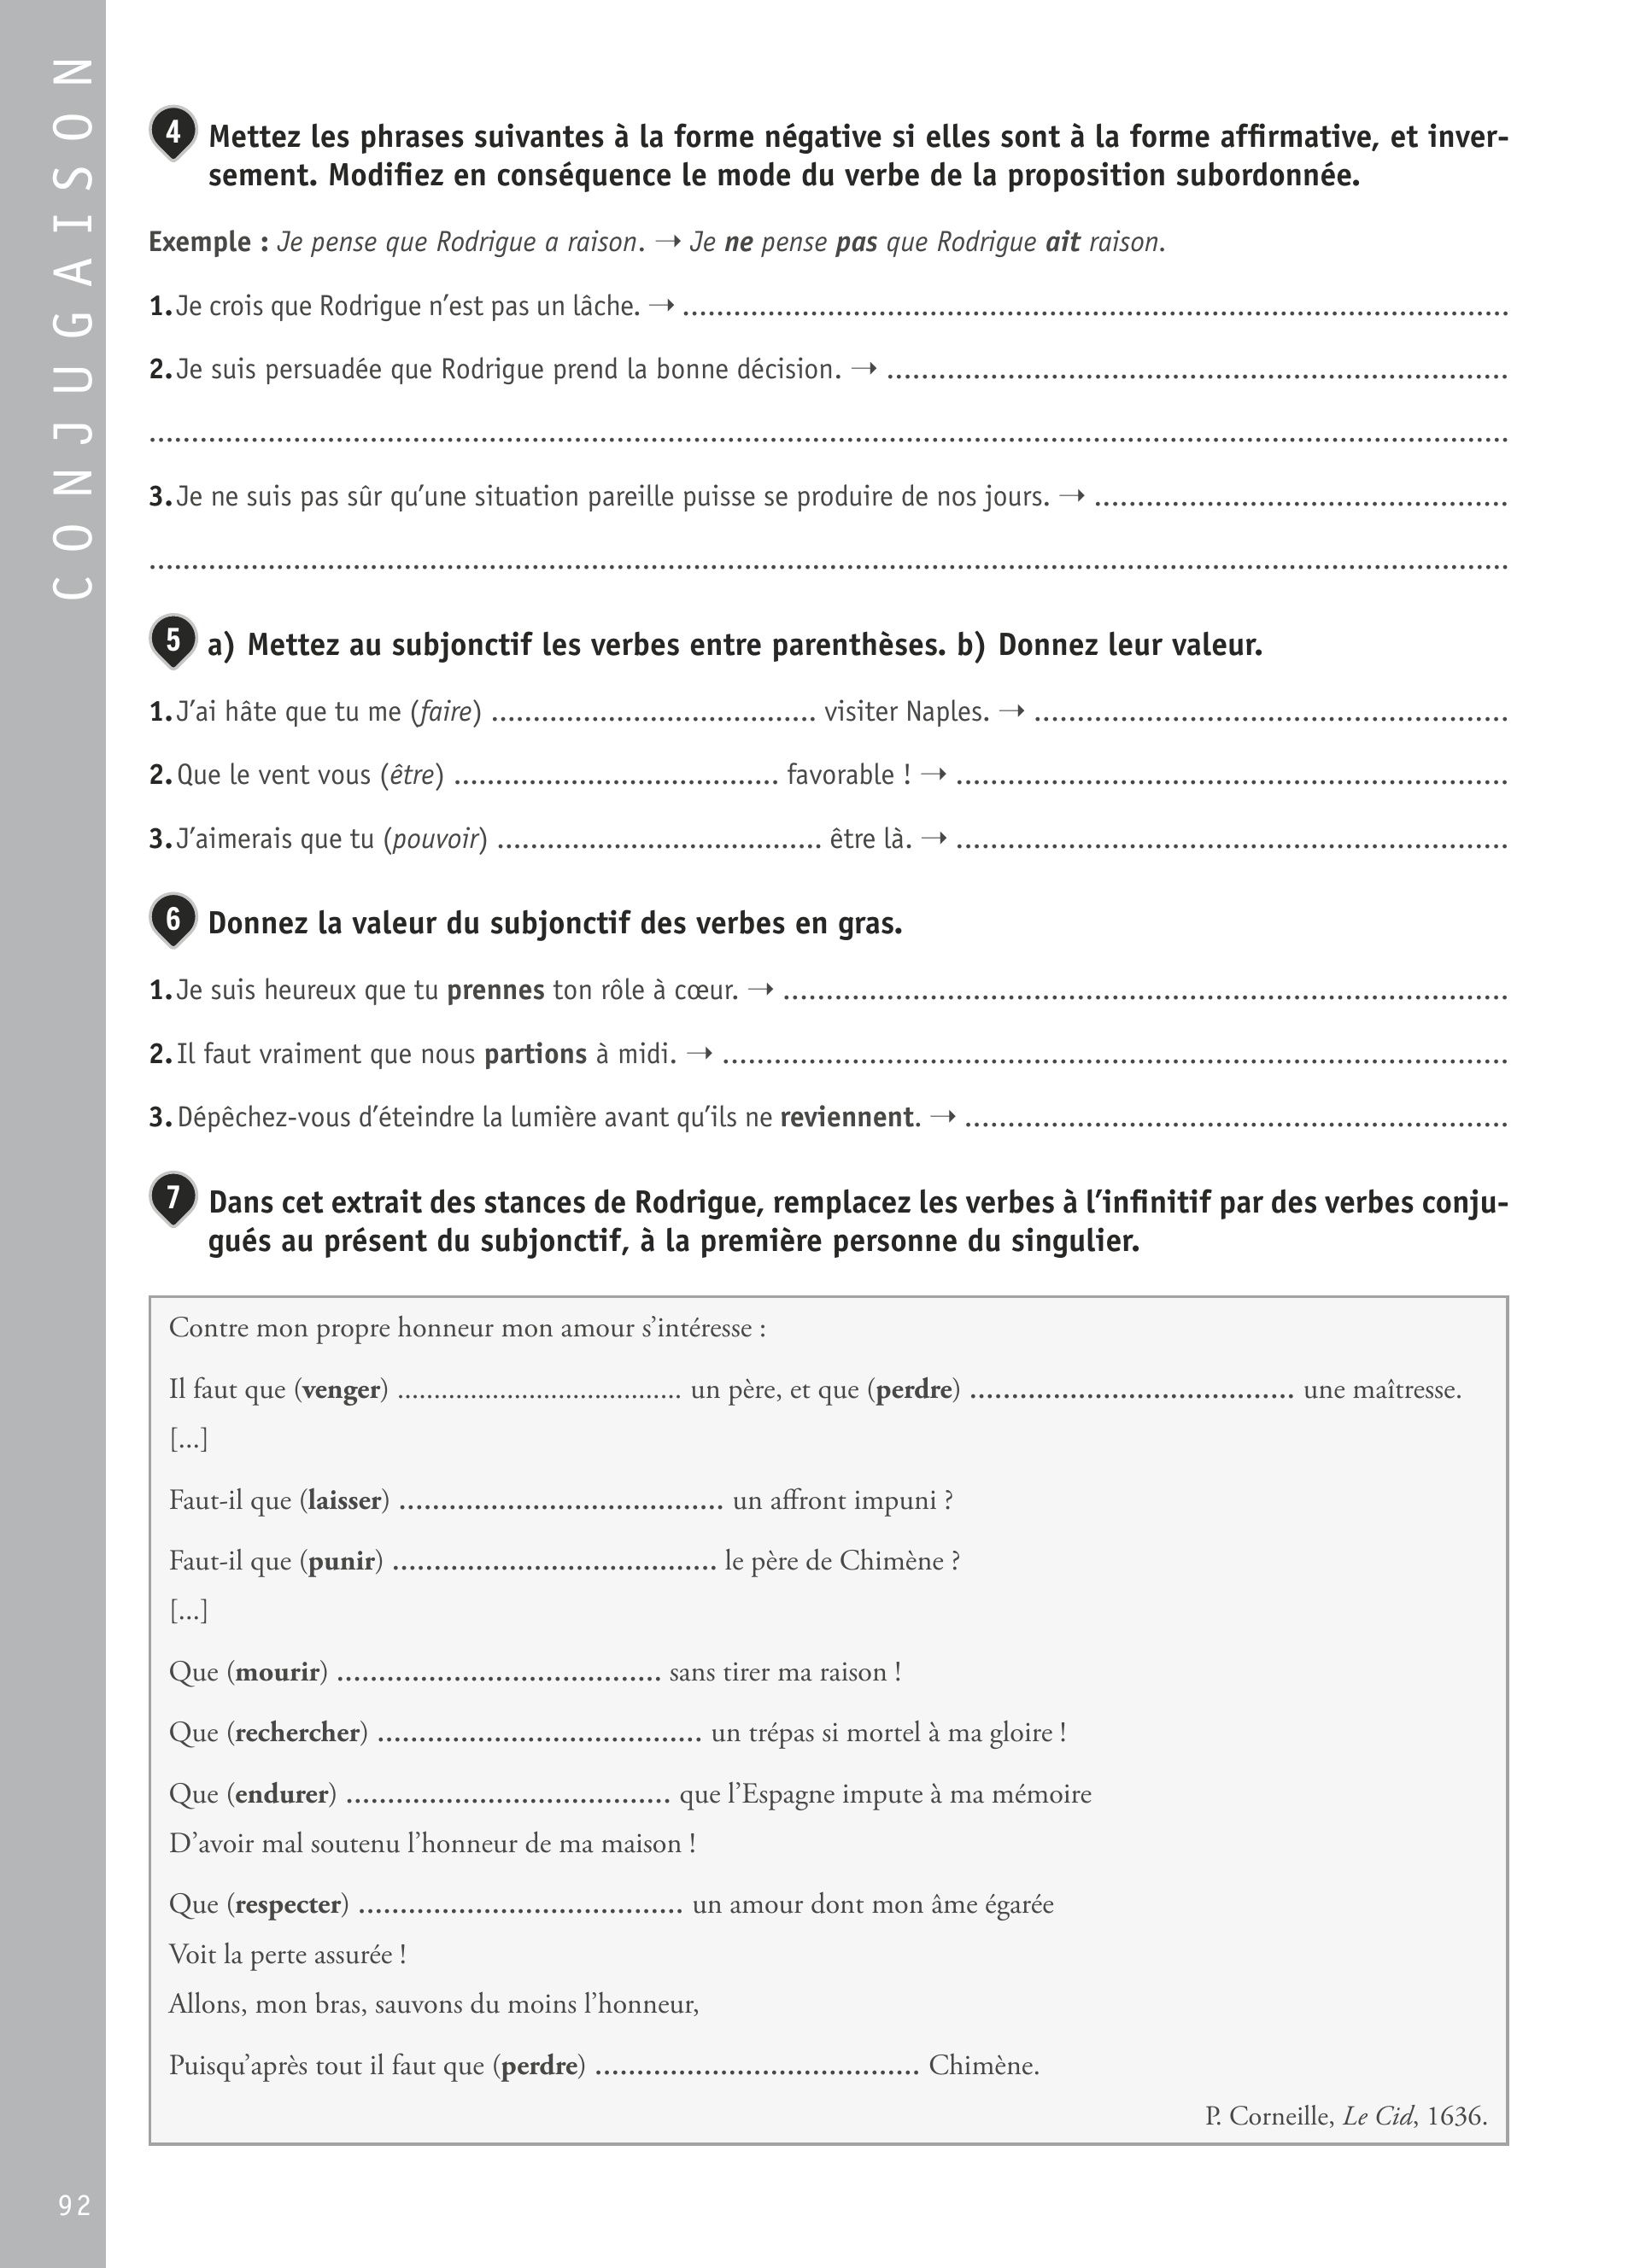 CONJUGAISON
4 Mettez les phrases suivantes à la forme négative si elles sont à la forme affirmative, et inver-
sement. Modifiez en conséquence le mode du verbe de la proposition subordonnée.
Exemple : Je pense que Rodrigue a raison. → Je ne pense pas que Rodrigue ait raison.
1. Je crois que Rodrigue n’est pas un lâche. → ................................................................
2. Je suis persuadée que Rodrigue prend la bonne décision. → ................................................
................................................................................................
3. Je ne suis pas sûr qu’une situation pareille puisse se produire de nos jours. → ................................
................................................................................................
5 a) Mettez au subjonctif les verbes entre parenthèses. b) Donnez leur valeur.
1. J’ai hâte que tu me (faire) ...................................... visiter Naples. → ......................................
2. Que le vent vous (être) ...................................... favorable ! → ......................................
3. J’aimerais que tu (pouvoir) ...................................... être là. → ......................................
6 Donnez la valeur du subjonctif des verbes en gras.
1. Je suis heureux que tu prennes ton rôle à cœur. → ......................................
2. Il faut vraiment que nous partions à midi. → ......................................
3. Dépêchez-vous d’éteindre la lumière avant qu’ils ne reviennent. → ......................................
7 Dans cet extrait des stances de Rodrigue, remplacez les verbes à l’infinitif par des verbes conju-
gués au présent du subjonctif, à la première personne du singulier.
Contre mon propre honneur mon amour s’intéresse :
Il faut que (venger) ...................................... un père, et que (perdre) ...................................... une maîtresse.
[...]
Faut-il que (laisser) ...................................... un affront impuni ?
Faut-il que (punir) ...................................... le père de Chimène ?
[...]
Que (mourir) ...................................... sans tirer ma raison !
Que (rechercher) ...................................... un trépas si mortel à ma gloire !
Que (endurer) ...................................... que l’Espagne impute à ma mémoire
D’avoir mal soutenu l’honneur de ma maison !
Que (respecter) ...................................... un amour dont mon âme égarée
Voit la perte assurée !
Allons, mon bras, sauvons du moins l’honneur,
Puisqu’après tout il faut que (perdre) ...................................... Chimène.
P. Corneille, Le Cid, 1636.
92